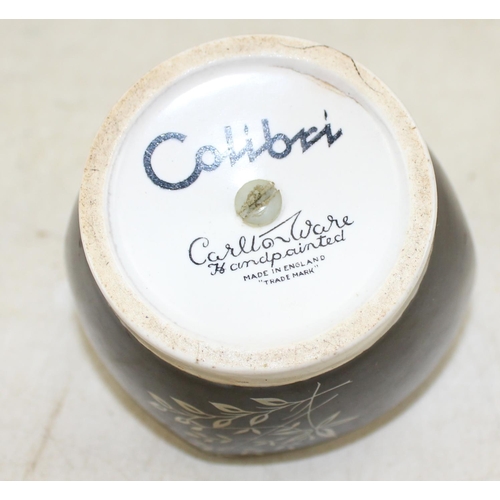 Colibri
Carlton Ware
Handpainted
MADE IN ENGLAND
"TRADE MARK"